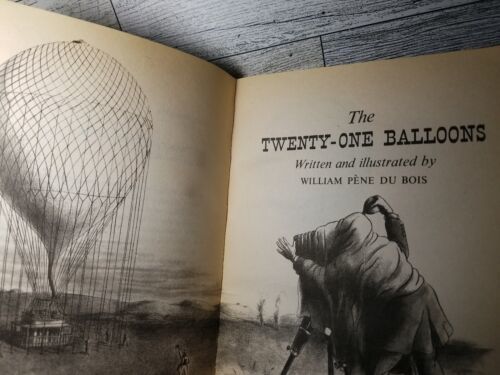 The
TWENTY-ONE BALLOONS
Written and illustrated by
WILLIAM PÈNE DU BOIS